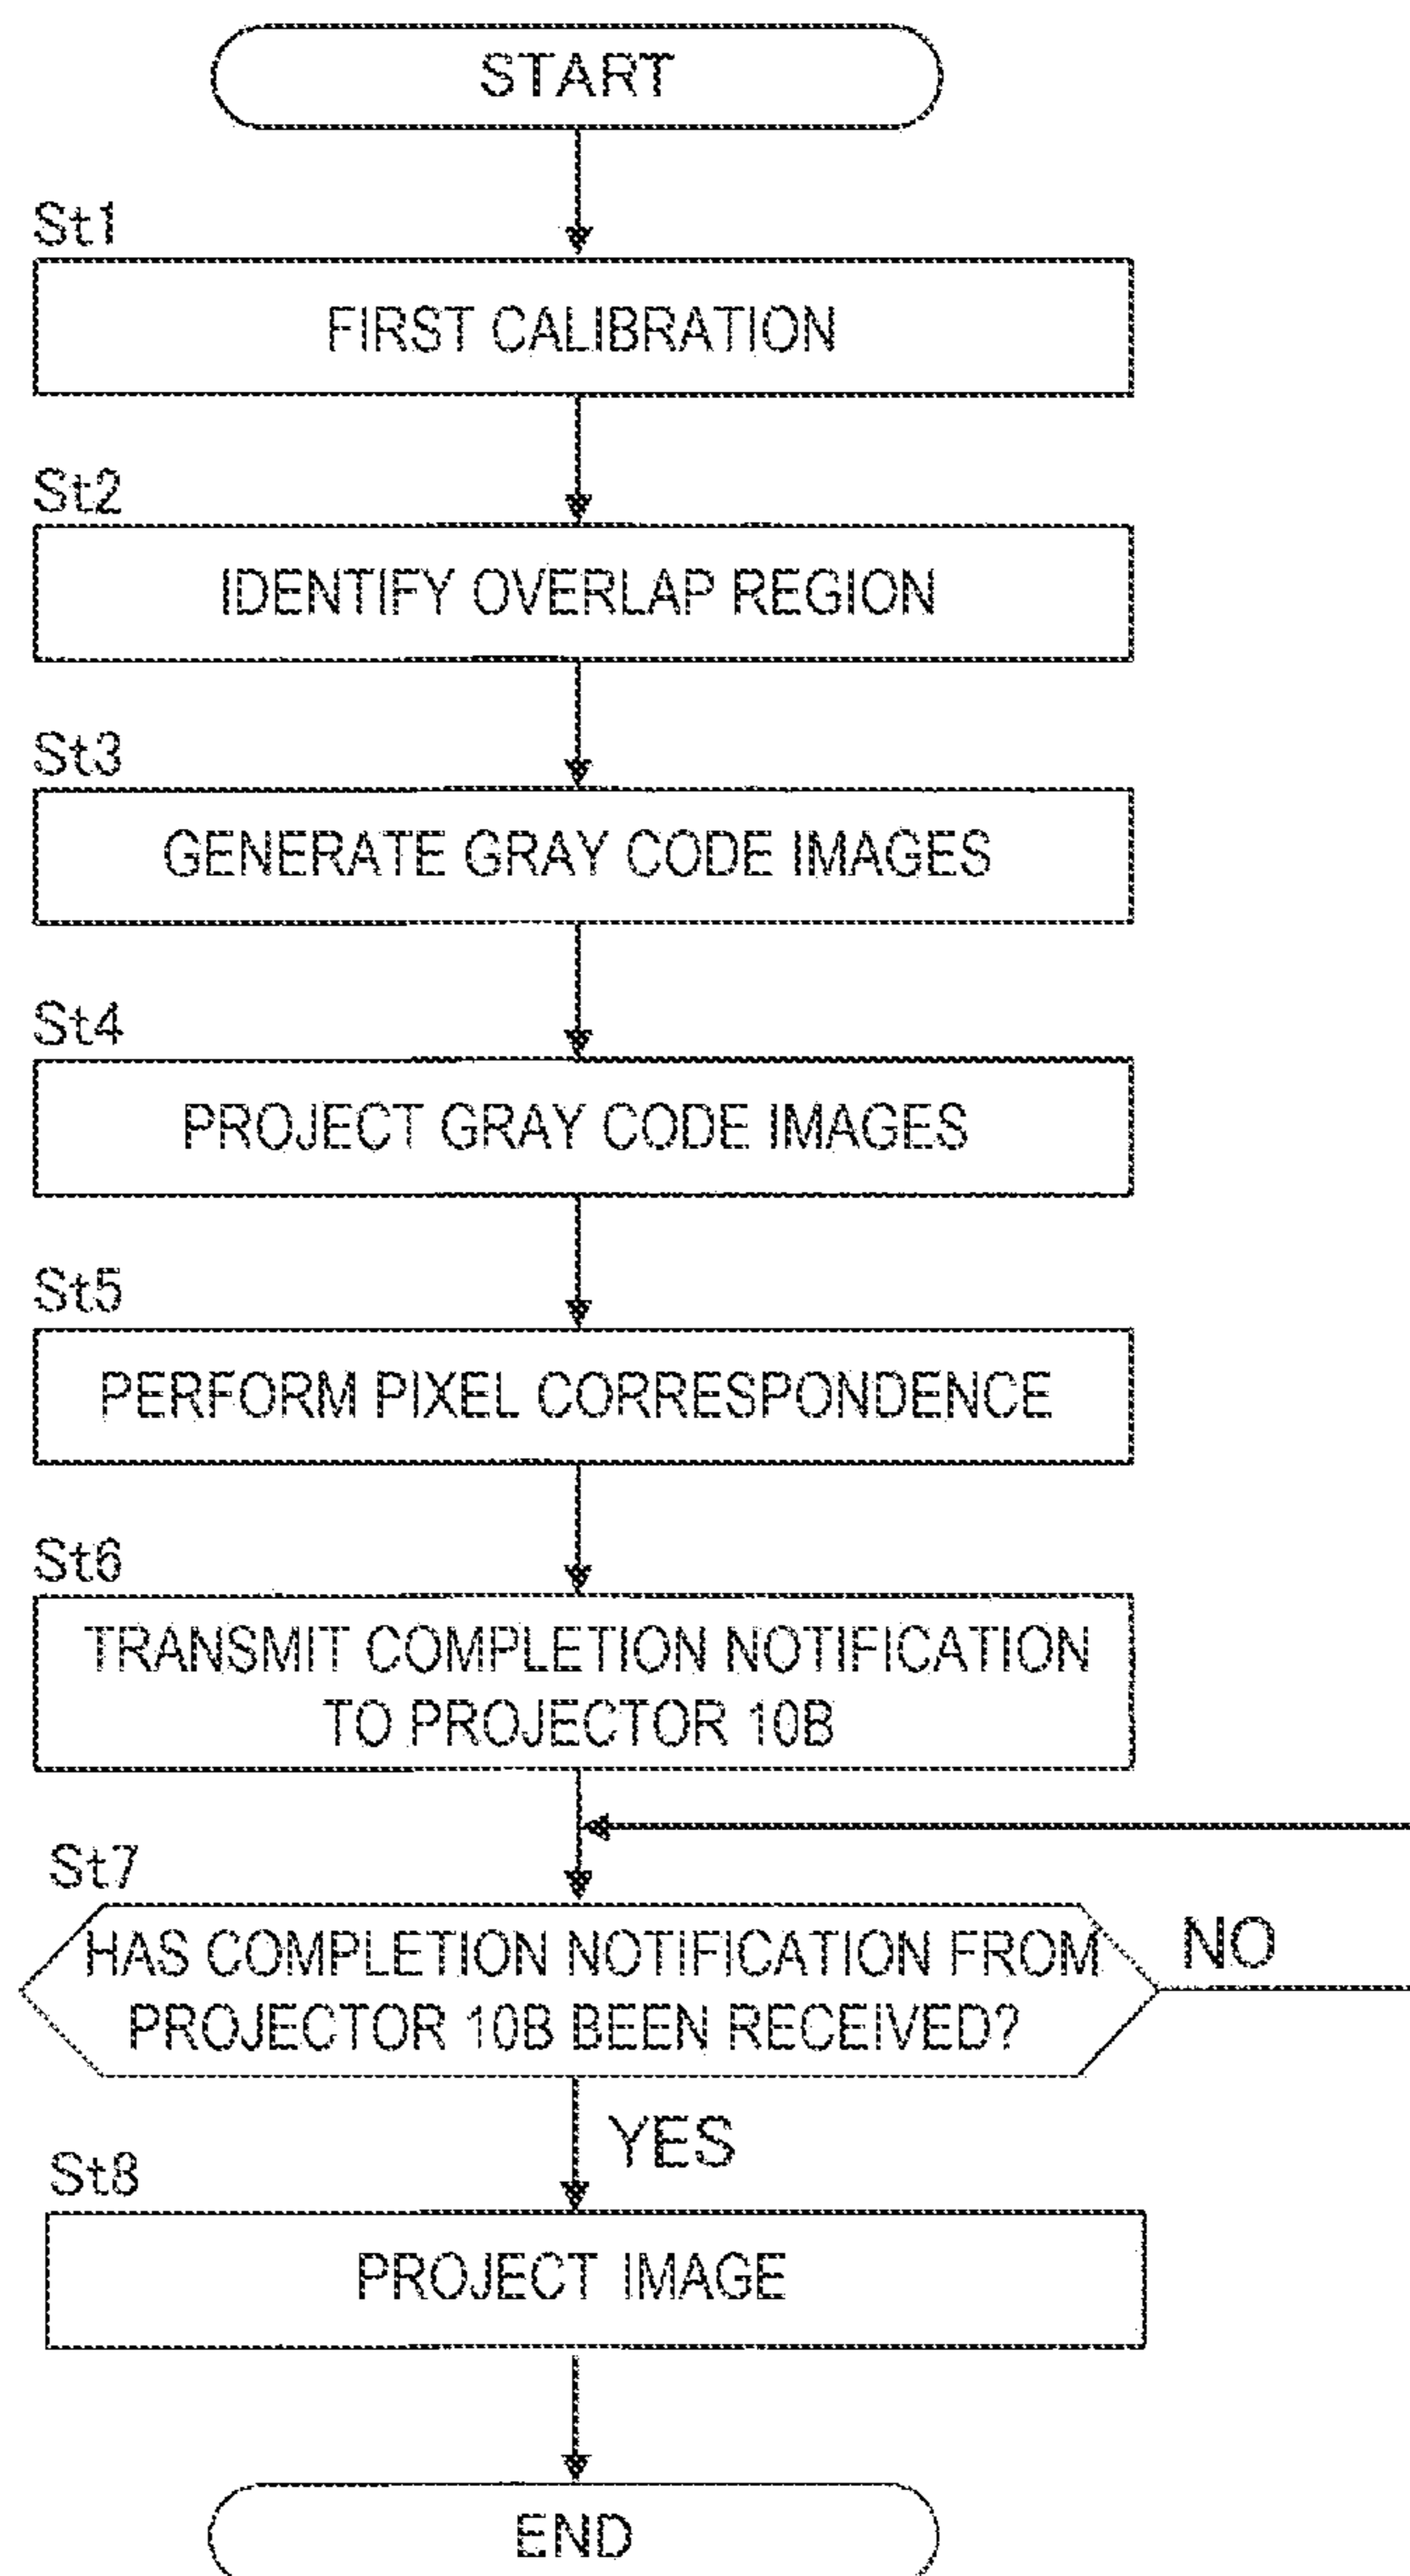 START
St1
FIRST CALIBRATION
St2
IDENTIFY OVERLAP REGION
St3
GENERATE GRAY CODE IMAGES
St4
PROJECT GRAY CODE IMAGES
St5
PERFORM PIXEL CORRESPONDENCE
St6
TRANSMIT COMPLETION NOTIFICATION
TO PROJECTOR 10B
St7
HAS COMPLETION NOTIFICATION FROM
PROJECTOR 10B BEEN RECEIVED?
NO
YES
St8
PROJECT IMAGE
END